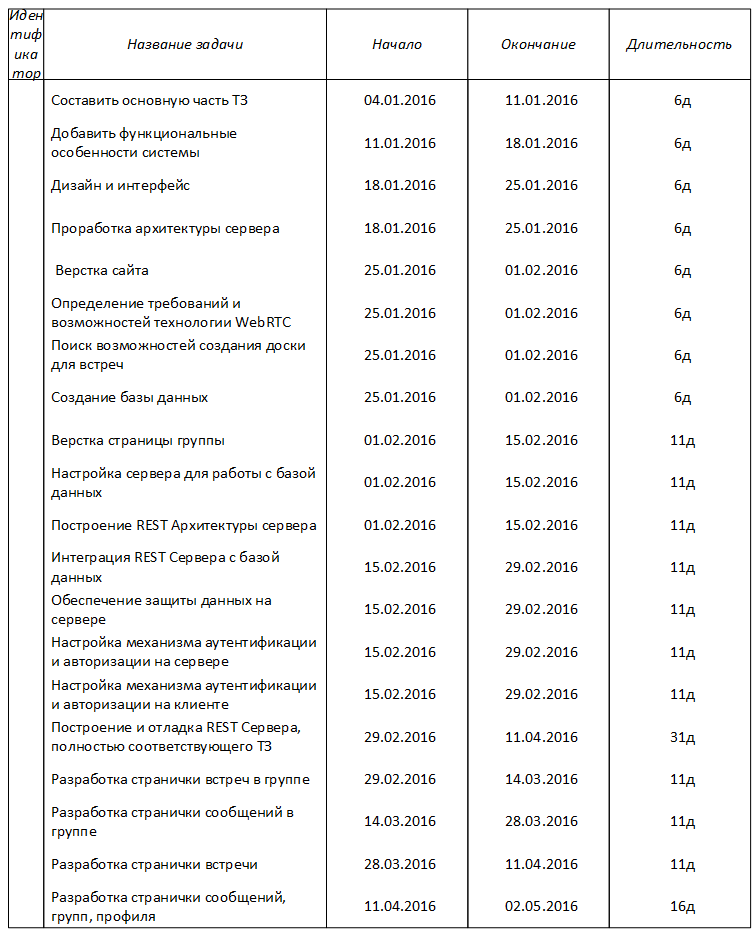 Иден
тиф
ика
тор
Название задачи
Начало
Окончание
Длительность
Составить основную часть ТЗ
04.01.2016
11.01.2016
6д
Добавить функциональные
особенности системы
11.01.2016
18.01.2016
6д
Дизайн и интерфейс
18.01.2016
25.01.2016
6д
Проработка архитектуры сервера
18.01.2016
25.01.2016
6д
Верстка сайта
25.01.2016
01.02.2016
6д
Определение требований и
возможностей технологии WebRTC
25.01.2016
01.02.2016
6д
Поиск возможностей создания доски
для встреч
25.01.2016
01.02.2016
6д
Создание базы данных
25.01.2016
01.02.2016
6д
Верстка страницы группы
01.02.2016
15.02.2016
11д
Настройка сервера для работы с базой
данных
01.02.2016
15.02.2016
11д
Построение REST Архитектуры сервера
01.02.2016
15.02.2016
11д
Интеграция REST Сервера с базой
данных
15.02.2016
29.02.2016
11д
Обеспечение защиты данных на
сервере
15.02.2016
29.02.2016
11д
Настройка механизма аутентификации
и авторизации на сервере
15.02.2016
29.02.2016
11д
Настройка механизма аутентификации
и авторизации на клиенте
15.02.2016
29.02.2016
11д
Построение и отладка REST Сервера,
полностью соответствующего ТЗ
29.02.2016
11.04.2016
31д
Разработка странички встреч в группе
29.02.2016
14.03.2016
11д
Разработка странички сообщений в
группе
14.03.2016
28.03.2016
11д
Разработка странички встречи
28.03.2016
11.04.2016
11д
Разработка странички сообщений,
групп, профиля
11.04.2016
02.05.2016
16д